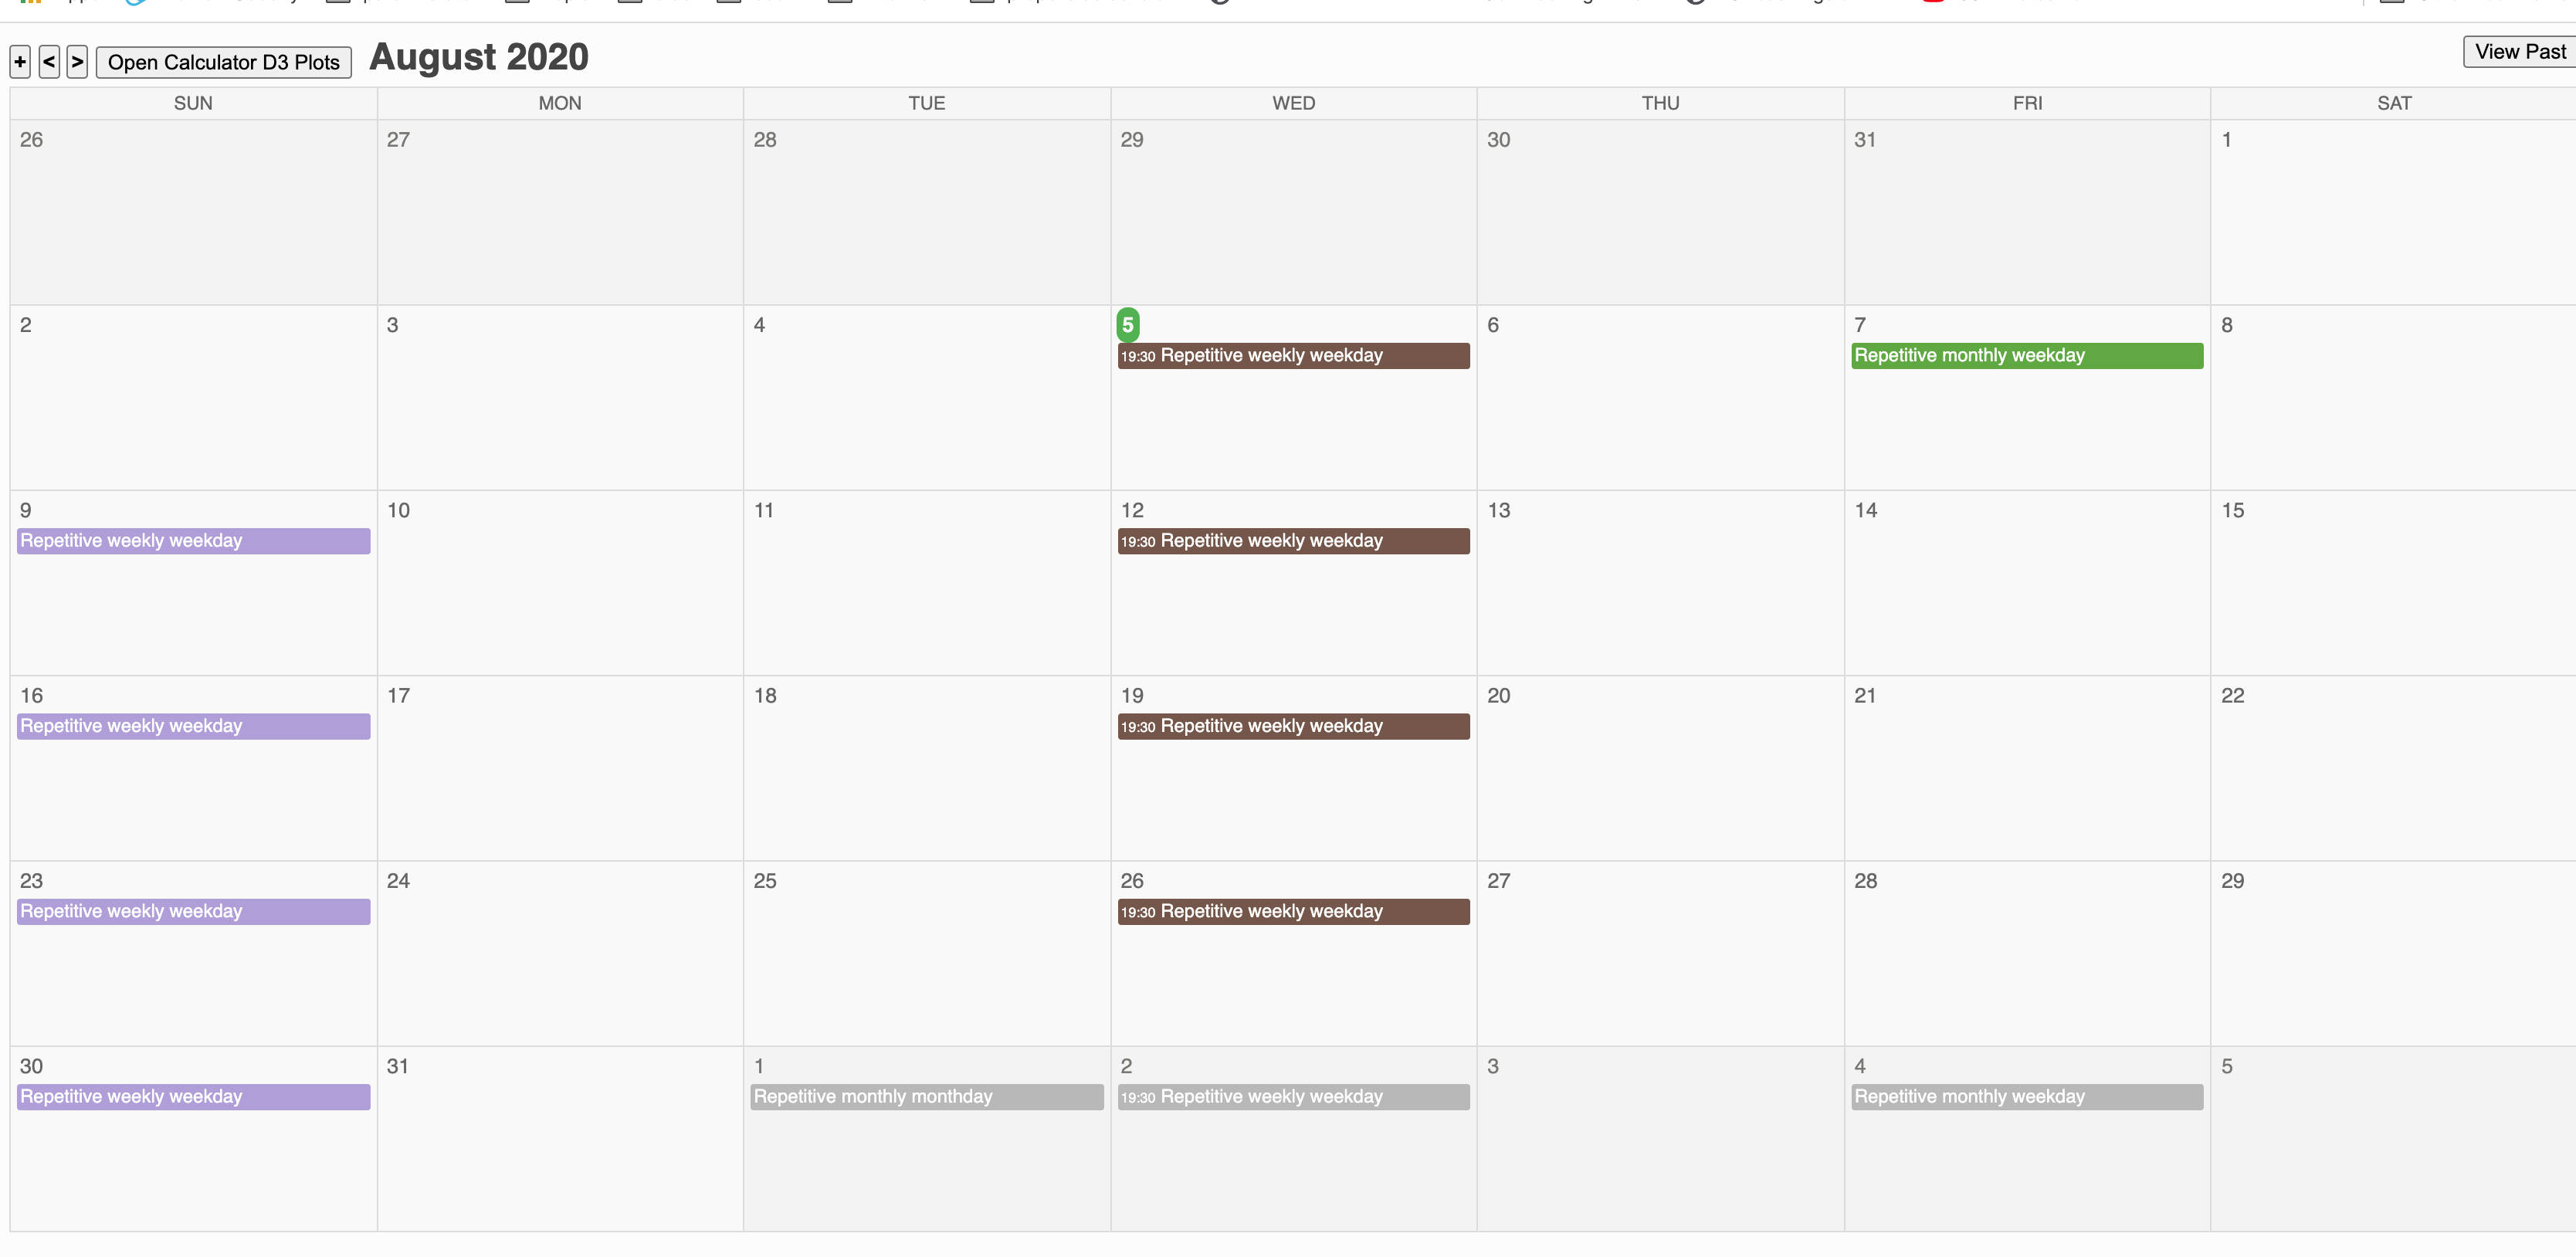 + < > Open Calculator D3 Plots August 2020 View Past
SUN MON TUE WED THU FRI SAT
26 27 28 29 30 31 1
2 3 4 5 6 7 8
19:30 Repetitive weekly weekday Repetitive monthly weekday
9 10 11 12 13 14 15
Repetitive weekly weekday 19:30 Repetitive weekly weekday
16 17 18 19 20 21 22
Repetitive weekly weekday 19:30 Repetitive weekly weekday
23 24 25 26 27 28 29
Repetitive weekly weekday 19:30 Repetitive weekly weekday
30 31 1 2 3 4 5
Repetitive weekly weekday Repetitive monthly monthday 19:30 Repetitive weekly weekday Repetitive monthly weekday